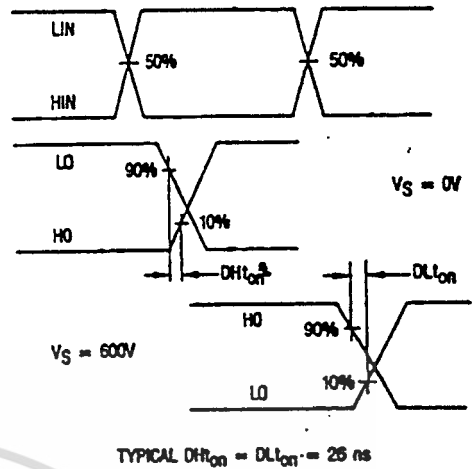 LIN
50%
50%
HIN
LO
90%
VS = 0V
10%
HO
DHton
DLton
HO
90%
VS = 600V
10%
LO
TYPICAL DHton = DLton = 26 ns